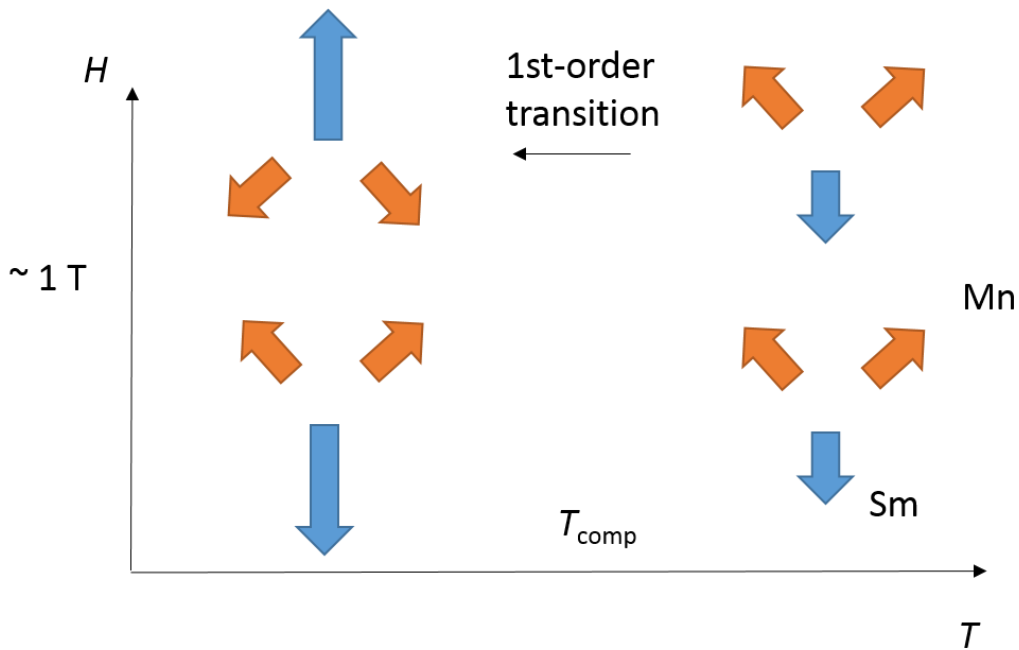 H
1st-order
transition
~ 1 T
Mn
Sm
Tcomp
T